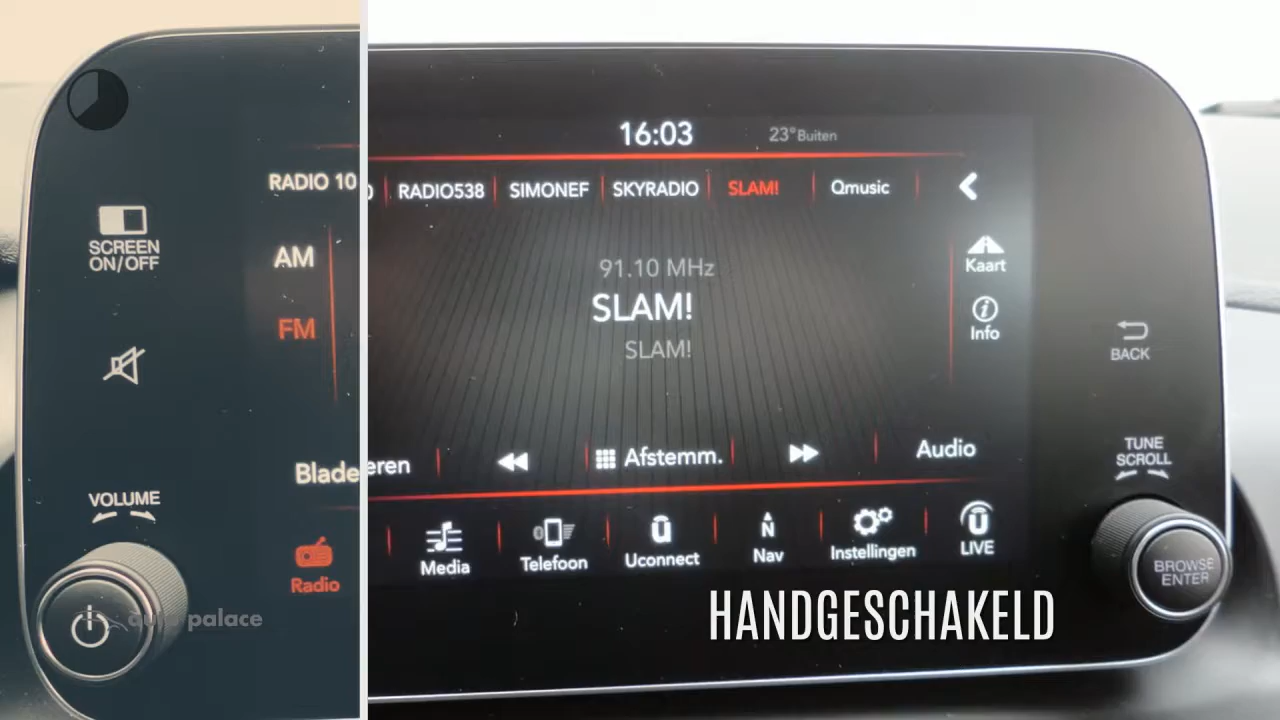 16:03
23°Buiten
RADIO 10
RADIO538
SIMONEF
SKYRADIO
SLAM!
Qmusic
SCREEN
ON/OFF
AM
FM
91.10 MHz
SLAM!
SLAM!
Kaart
Info
BACK
Bladeeren
Afstemm.
Audio
TUNE
SCROLL
VOLUME
Radio
Media
Telefoon
Uconnect
N
Nav
Instellingen
LIVE
BROWSE
ENTER
auto palace
HANDGESCHAKELD